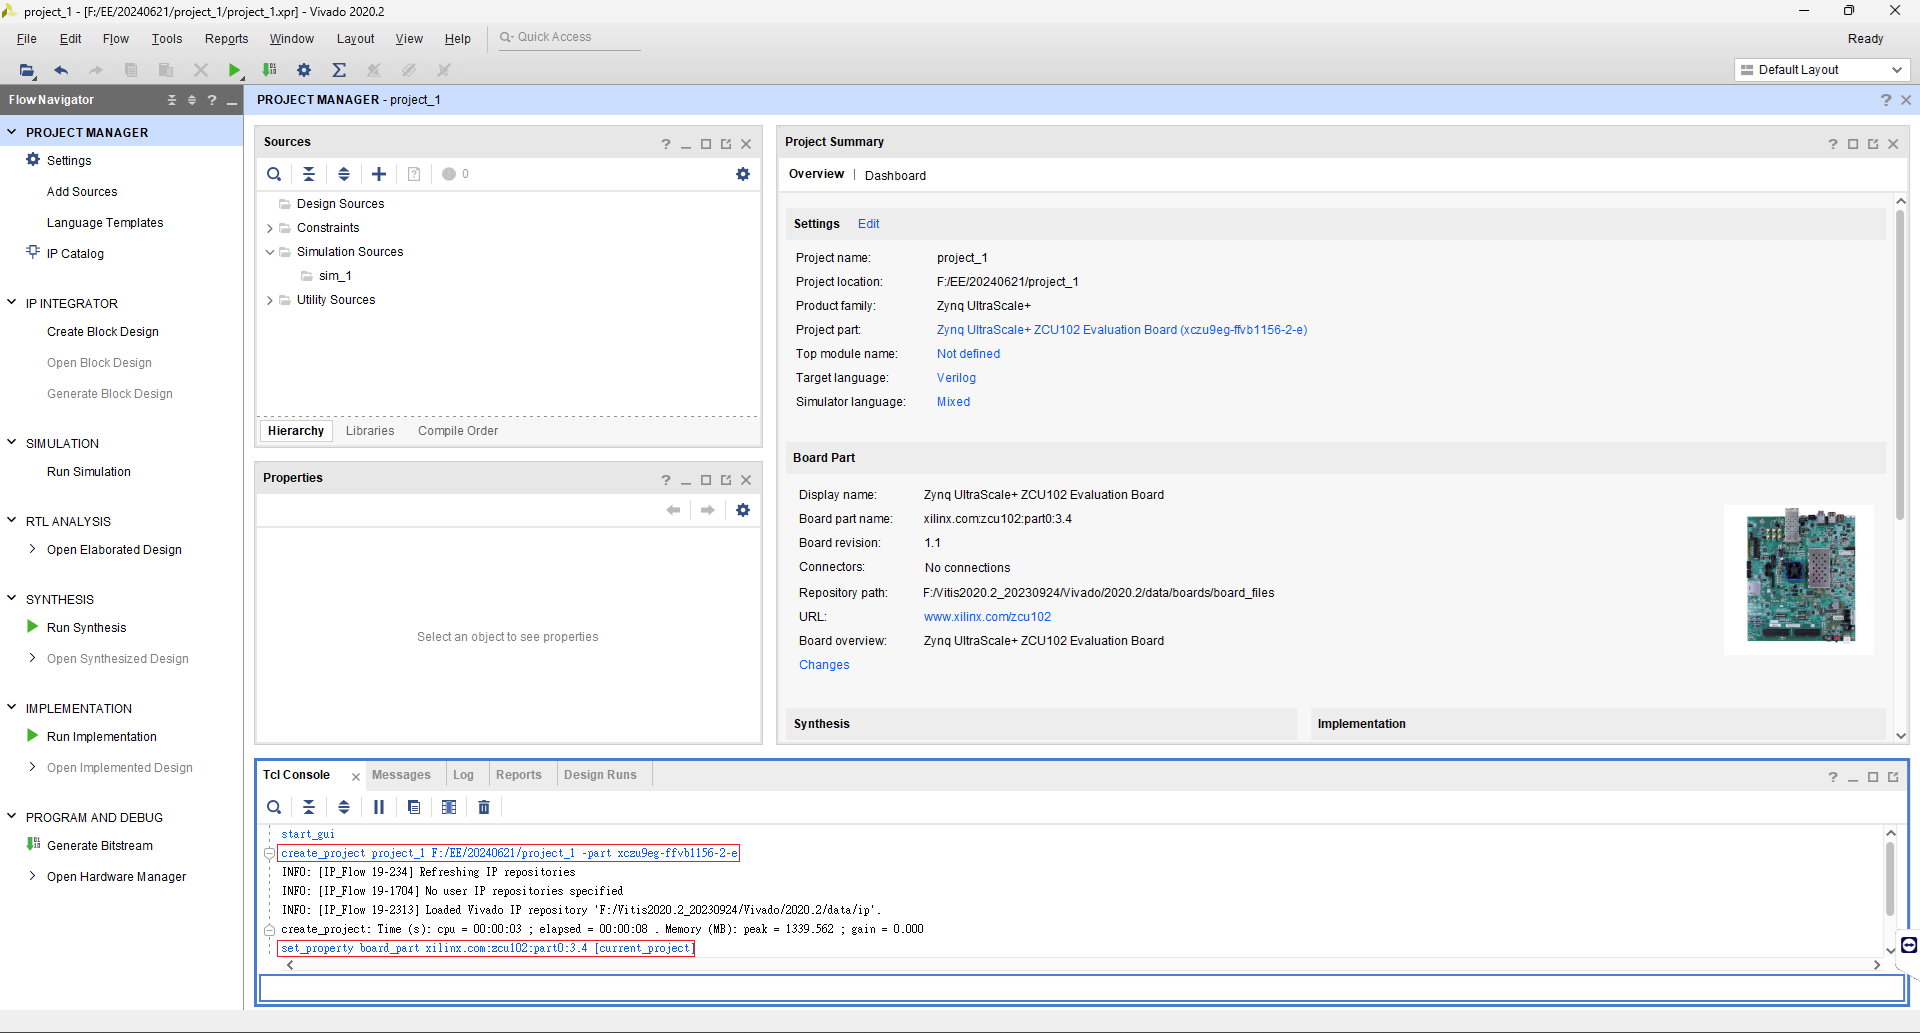 project_1 - [F:/EE/20240621/project_1/project_1.xpr] - Vivado 2020.2
File Edit Flow Tools Reports Window Layout View Help Quick Access Ready
Default Layout
Flow Navigator
PROJECT MANAGER - project_1
PROJECT MANAGER
Settings
Add Sources
Language Templates
IP Catalog
IP INTEGRATOR
Create Block Design
Open Block Design
Generate Block Design
SIMULATION
Run Simulation
RTL ANALYSIS
Open Elaborated Design
SYNTHESIS
Run Synthesis
Open Synthesized Design
IMPLEMENTATION
Run Implementation
Open Implemented Design
PROGRAM AND DEBUG
Generate Bitstream
Open Hardware Manager
Sources
0
Design Sources
Constraints
Simulation Sources
sim_1
Utility Sources
Hierarchy Libraries Compile Order
Properties
Select an object to see properties
Project Summary
Overview | Dashboard
Settings Edit
Project name: project_1
Project location: F:/EE/20240621/project_1
Product family: Zynq UltraScale+
Project part: Zynq UltraScale+ ZCU102 Evaluation Board (xczu9eg-ffvb1156-2-e)
Top module name: Not defined
Target language: Verilog
Simulator language: Mixed
Board Part
Display name: Zynq UltraScale+ ZCU102 Evaluation Board
Board part name: xilinx.com:zcu102:part0:3.4
Board revision: 1.1
Connectors: No connections
Repository path: F:/Vitis2020.2_20230924/Vivado/2020.2/data/boards/board_files
URL: www.xilinx.com/zcu102
Board overview: Zynq UltraScale+ ZCU102 Evaluation Board
Changes
Synthesis Implementation
Tcl Console Messages Log Reports Design Runs
start_gui
create_project project_1 F:/EE/20240621/project_1 -part xczu9eg-ffvb1156-2-e
INFO: [IP_Flow 19-234] Refreshing IP repositories
INFO: [IP_Flow 19-1704] No user IP repositories specified
INFO: [IP_Flow 19-2313] Loaded Vivado IP repository 'F:/Vitis2020.2_20230924/Vivado/2020.2/data/ip'.
create_project: Time (s): cpu = 00:00:03 ; elapsed = 00:00:08 . Memory (MB): peak = 1339.562 ; gain = 0.000
set_property board_part xilinx.com:zcu102:part0:3.4 [current_project]